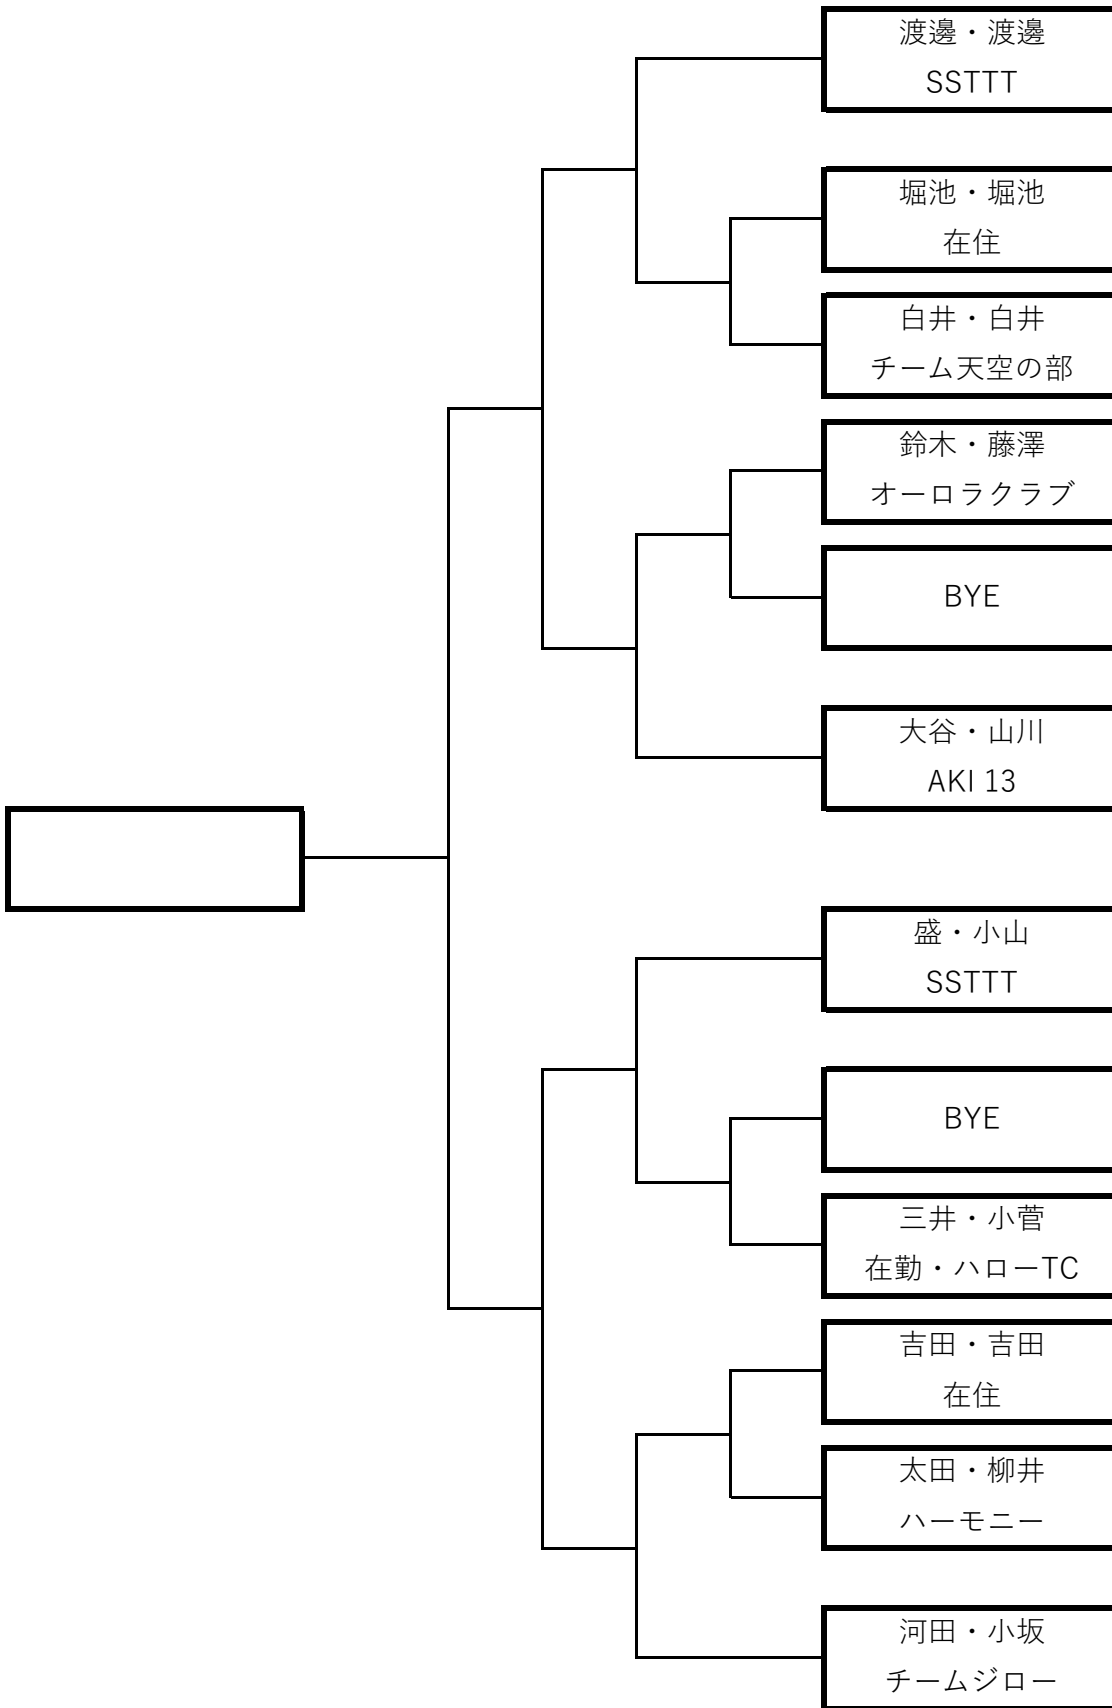 渡邊・渡邊
SSTTT
堀池・堀池
在住
白井・白井
チーム天空の部
鈴木・藤澤
オーロラクラブ
BYE
大谷・山川
AKI 13
盛・小山
SSTTT
BYE
三井・小菅
在勤・ハローTC
吉田・吉田
在住
太田・柳井
ハーモニー
河田・小坂
チームジロー